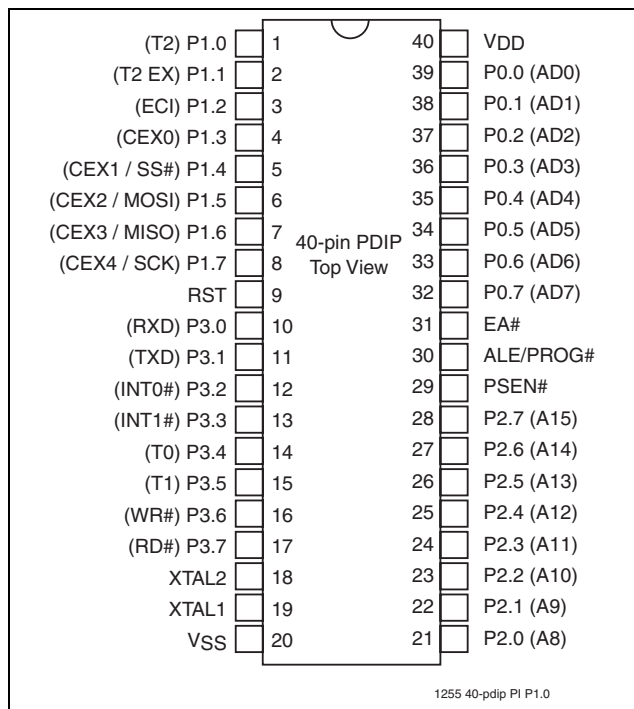 (T2) P1.0 1 40 VDD
(T2 EX) P1.1 2 39 P0.0 (AD0)
(ECI) P1.2 3 38 P0.1 (AD1)
(CEX0) P1.3 4 37 P0.2 (AD2)
(CEX1 / SS#) P1.4 5 36 P0.3 (AD3)
(CEX2 / MOSI) P1.5 6 35 P0.4 (AD4)
(CEX3 / MISO) P1.6 7 34 P0.5 (AD5)
40-pin PDIP
(CEX4 / SCK) P1.7 8 33 P0.6 (AD6)
Top View
RST 9 32 P0.7 (AD7)
(RXD) P3.0 10 31 EA#
(TXD) P3.1 11 30 ALE/PROG#
(INT0#) P3.2 12 29 PSEN#
(INT1#) P3.3 13 28 P2.7 (A15)
(T0) P3.4 14 27 P2.6 (A14)
(T1) P3.5 15 26 P2.5 (A13)
(WR#) P3.6 16 25 P2.4 (A12)
(RD#) P3.7 17 24 P2.3 (A11)
XTAL2 18 23 P2.2 (A10)
XTAL1 19 22 P2.1 (A9)
VSS 20 21 P2.0 (A8)
1255 40-pdip PI P1.0